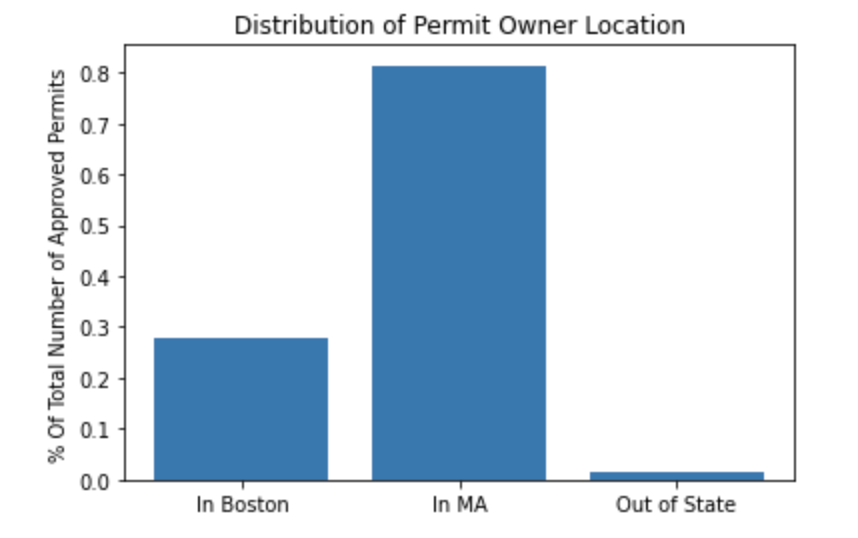 Distribution of Permit Owner Location
% Of Total Number of Approved Permits
0.8
0.7
0.6
0.5
0.4
0.3
0.2
0.1
0.0
In Boston
In MA
Out of State